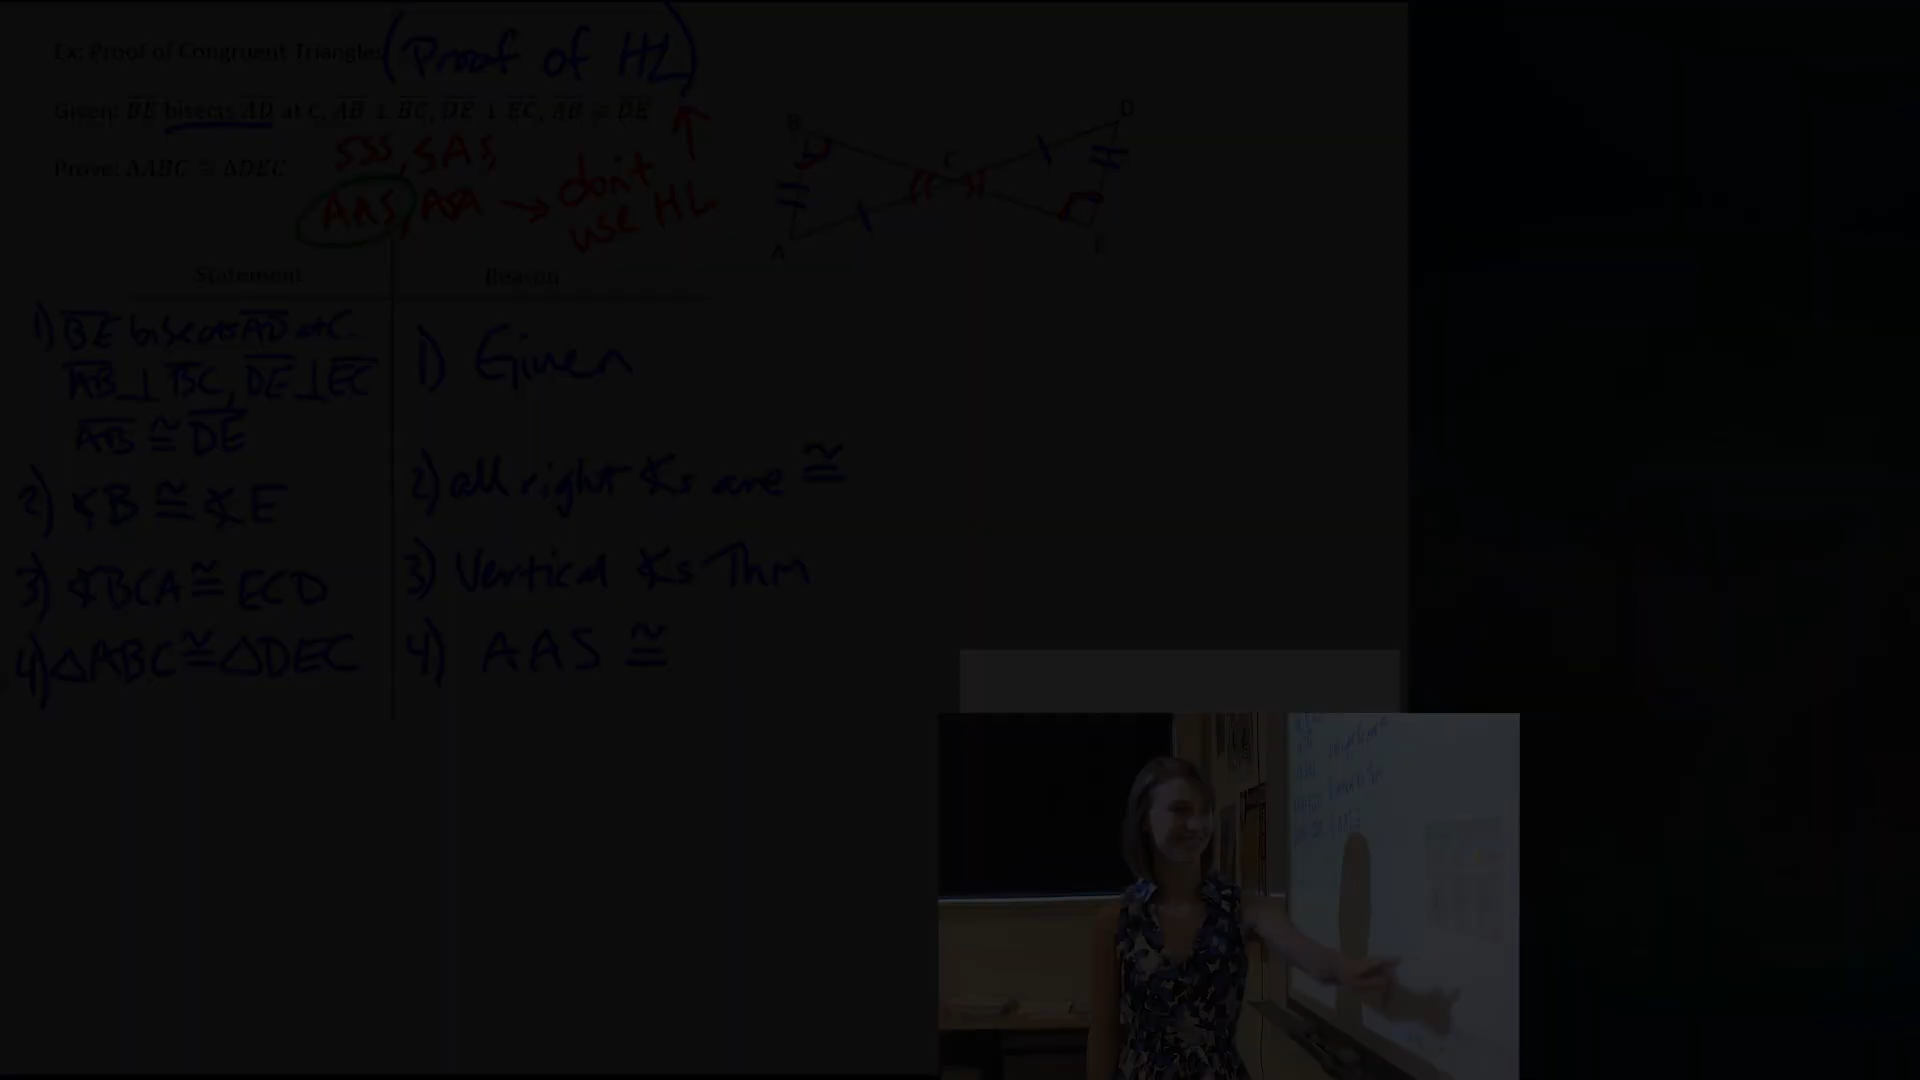 Ex: Proof of Congruent Triangles (Proof of HL)
Given: BE bisects AD at C, AB ⊥ BC, DE ⊥ EC, AB ≅ DE
Prove: ΔABC ≅ ΔDEC
SSS, SAS,
AAS, ASA → don't use HL
B
D
C
A
E
Statement
Reason
1) BE bisects AD at C.
AB ⊥ BC, DE ⊥ EC
AB ≅ DE
1) Given
2) ∡B ≅ ∡E
2) all right ∡s are ≅
3) ∡BCA ≅ ECD
3) Vertical ∡s Thm
4) ΔABC ≅ ΔDEC
4) AAS ≅